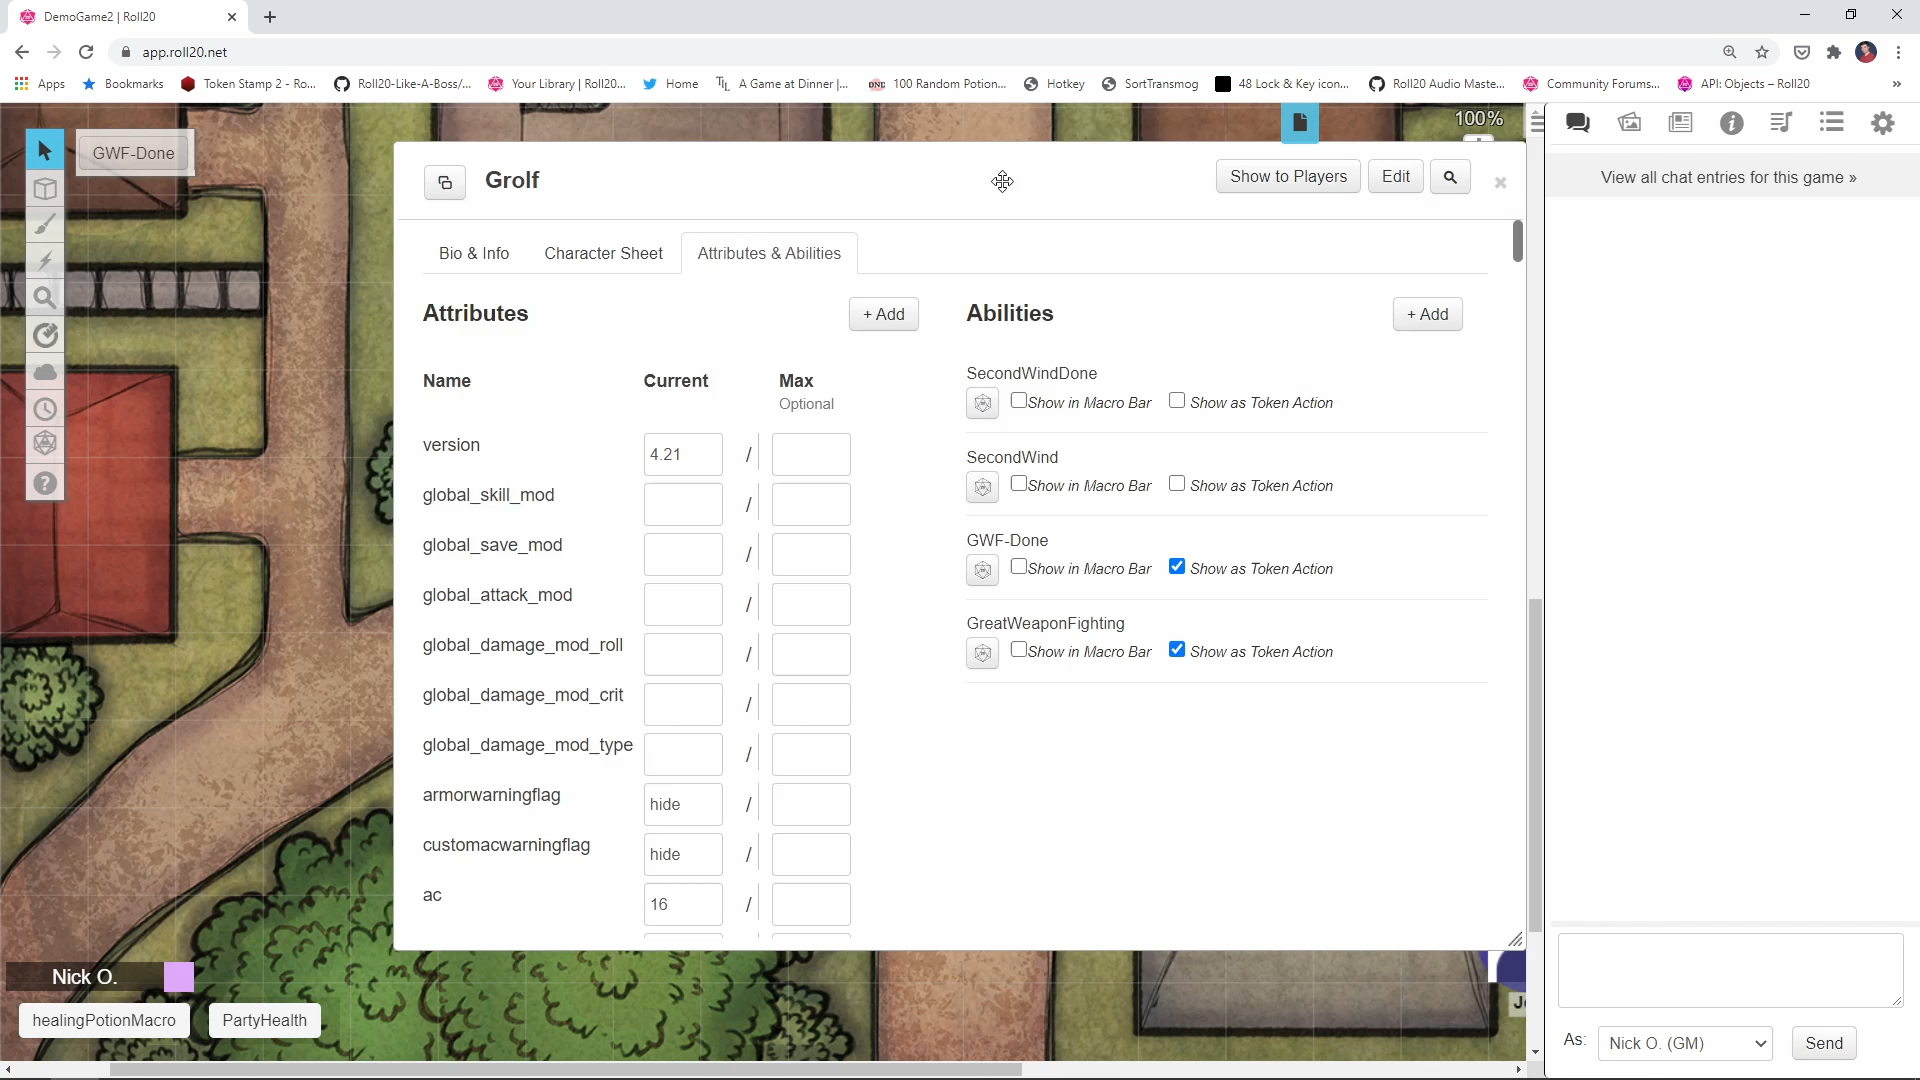 DemoGame2 | Roll20
app.roll20.net
Apps
Bookmarks
Token Stamp 2 - Ro...
Roll20-Like-A-Boss/...
Your Library | Roll20...
Home
A Game at Dinner |...
100 Random Potion...
Hotkey
SortTransmog
48 Lock & Key icon...
Roll20 Audio Maste...
Community Forums...
API: Objects – Roll20
»
100%
GWF-Done
Grolf
Show to Players
Edit
View all chat entries for this game »
Bio & Info
Character Sheet
Attributes & Abilities
Attributes
+ Add
Abilities
+ Add
Name
Current
Max
Optional
version
4.21
/
global_skill_mod
/
global_save_mod
/
global_attack_mod
/
global_damage_mod_roll
/
global_damage_mod_crit
/
global_damage_mod_type
/
armorwarningflag
hide
/
customacwarningflag
hide
/
ac
16
/
SecondWindDone
Show in Macro Bar
Show as Token Action
SecondWind
Show in Macro Bar
Show as Token Action
GWF-Done
Show in Macro Bar
Show as Token Action
GreatWeaponFighting
Show in Macro Bar
Show as Token Action
Nick O.
healingPotionMacro
PartyHealth
As:
Nick O. (GM)
Send